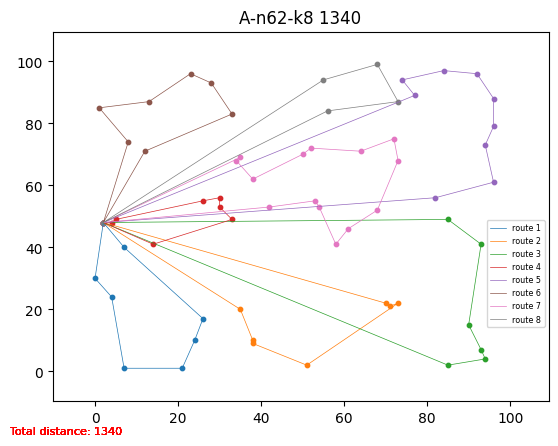 A-n62-k8 1340
100
80
60
40
20
0
route 1
route 2
route 3
route 4
route 5
route 6
route 7
route 8
0 20 40 60 80 100
Total distance: 1340